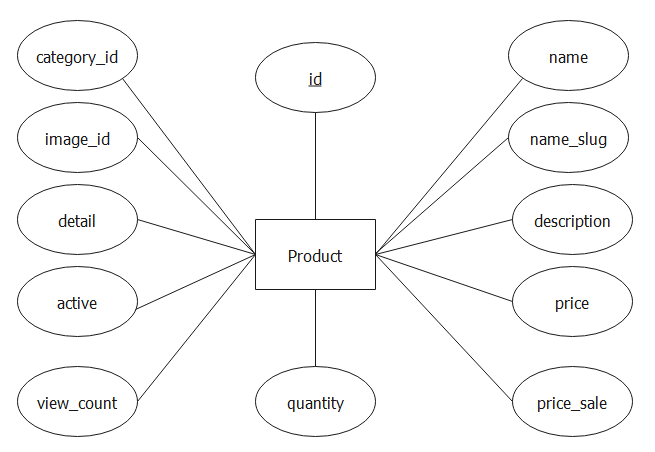 category_id
id
name
image_id
name_slug
detail
description
Product
active
price
view_count
quantity
price_sale